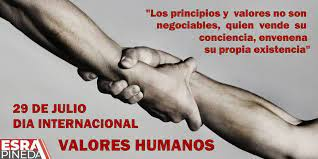 "Los principios y valores no son
negociables, quien vende su
conciencia, envenena
su propia existencia"
29 DE JULIO
DIA INTERNACIONAL
VALORES HUMANOS
ESRA
PINEDA